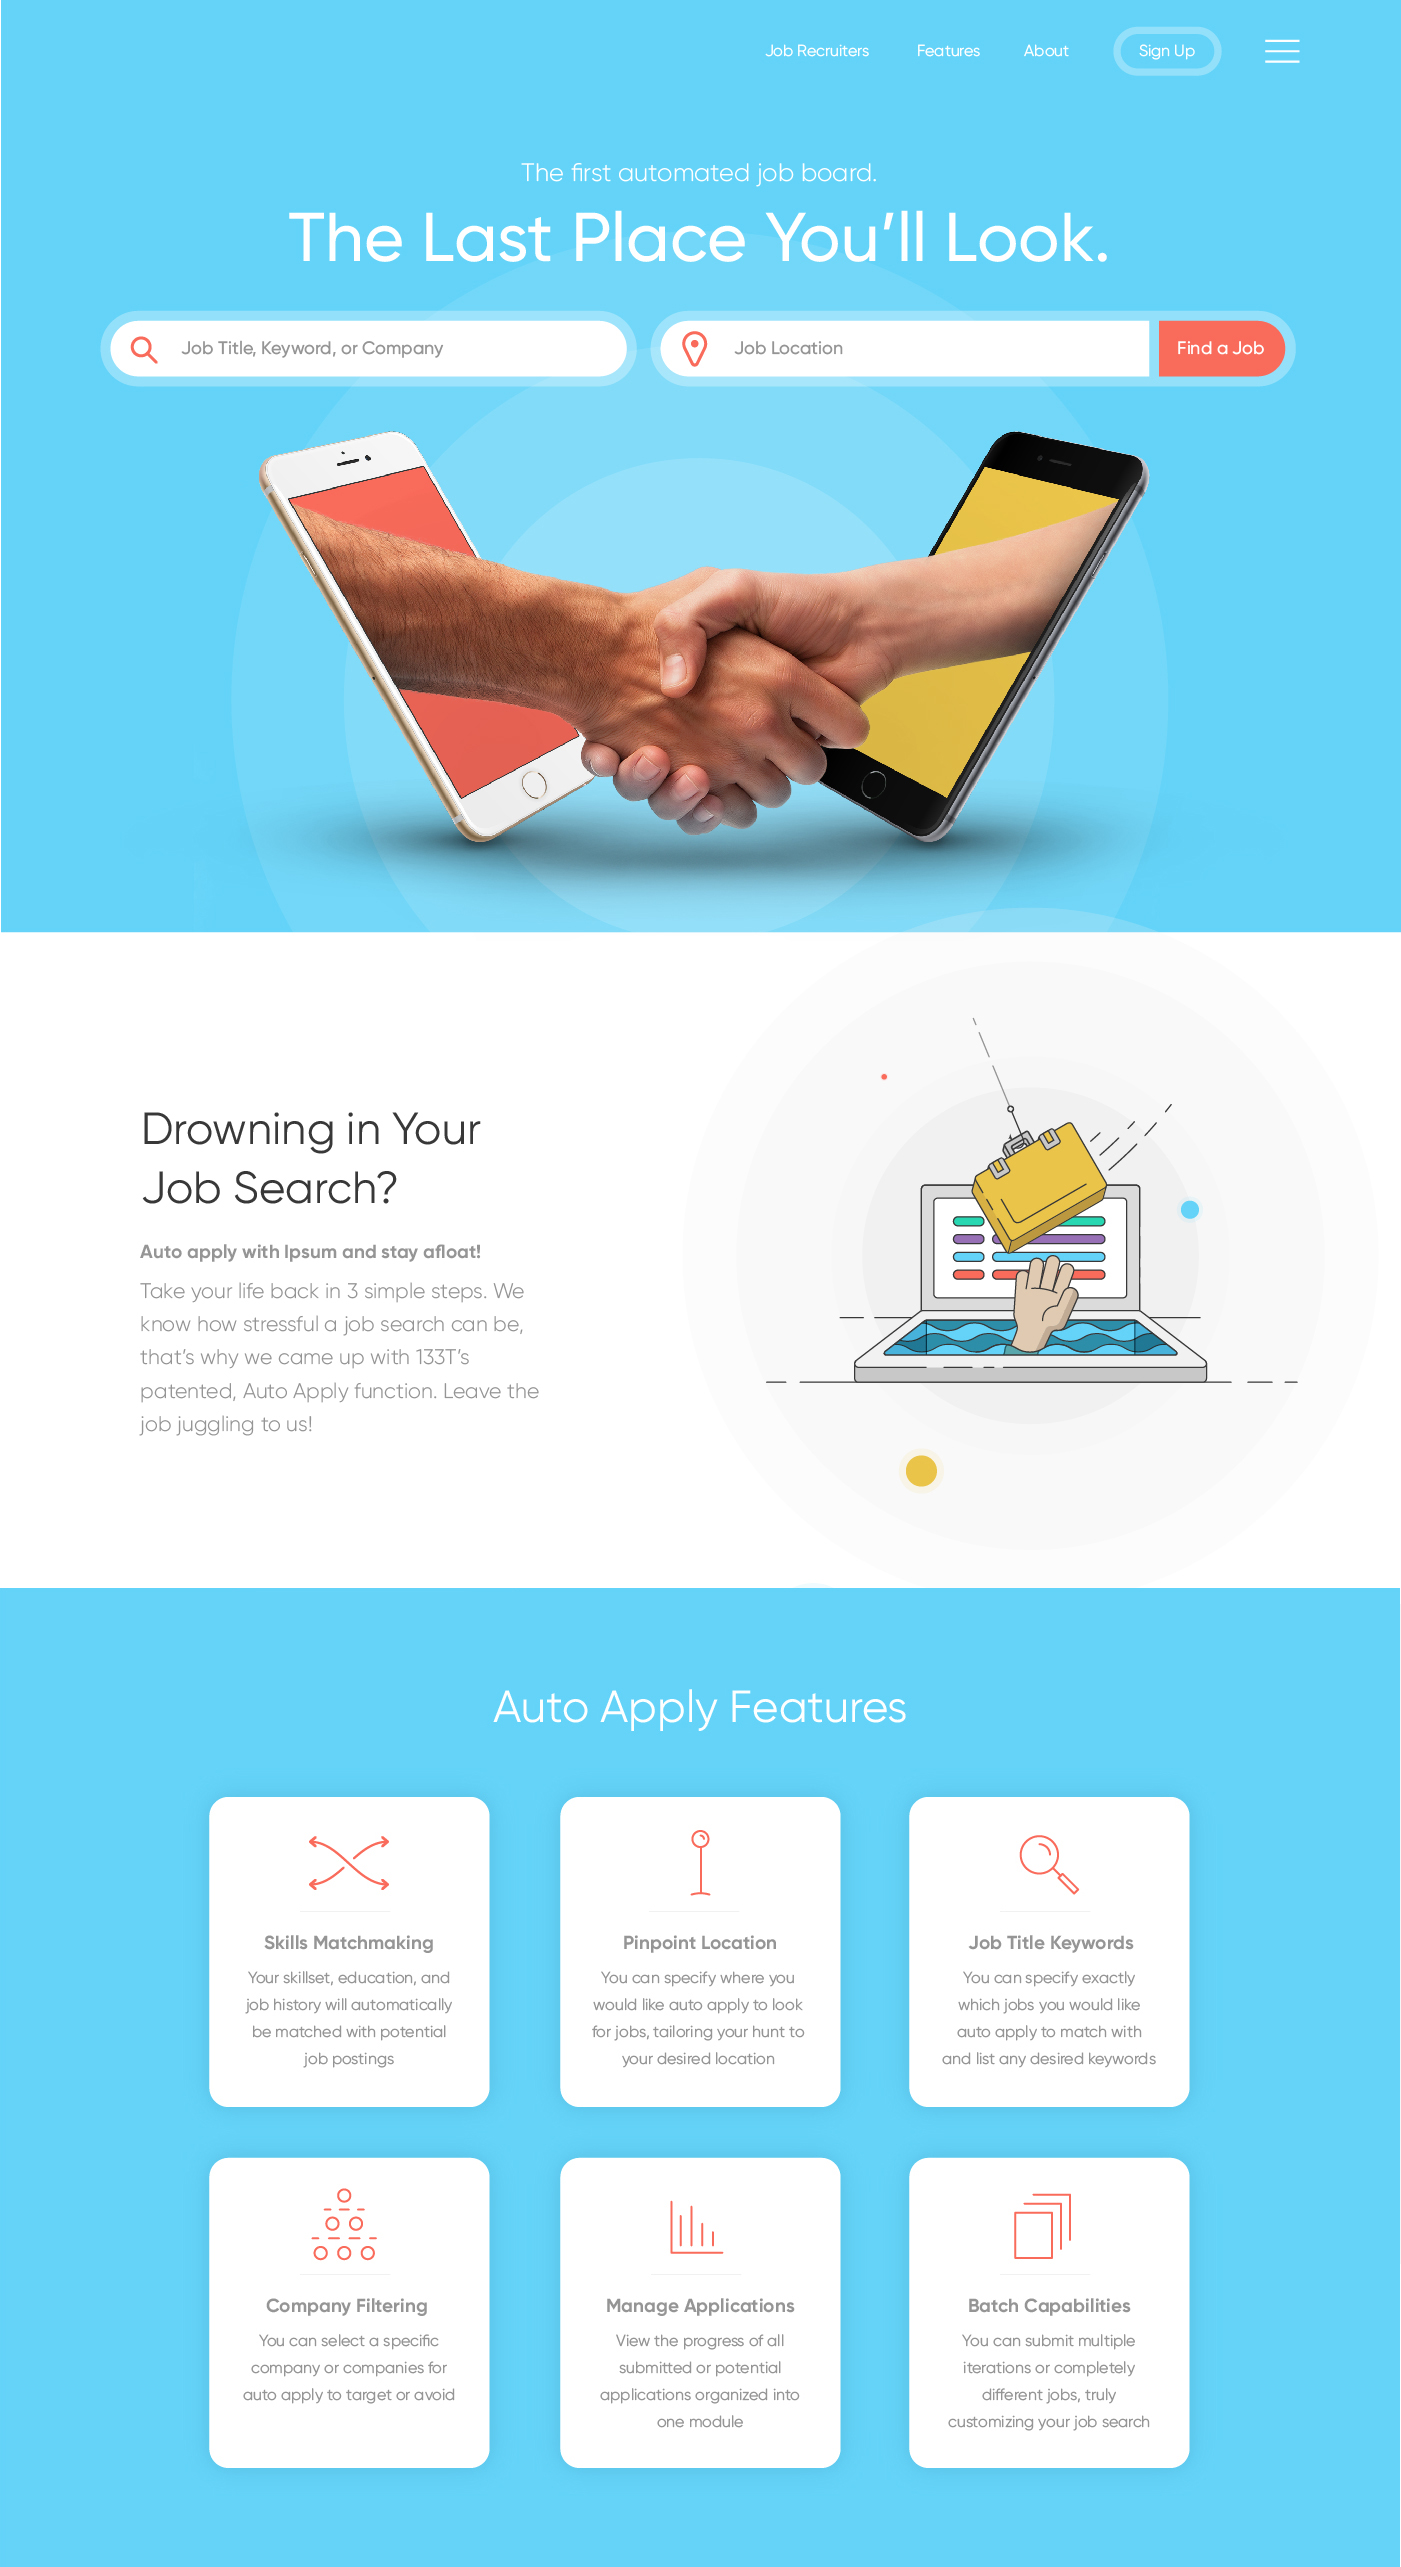 Job Recruiters
Features
About
Sign Up
The first automated job board.
The Last Place You'll Look.
Job Title, Keyword, or Company
Job Location
Find a Job
Drowning in Your
Job Search?
Auto apply with Ipsum and stay afloat!
Take your life back in 3 simple steps. We
know how stressful a job search can be,
that's why we came up with 133T's
patented, Auto Apply function. Leave the
job juggling to us!
Auto Apply Features
Skills Matchmaking
Your skillset, education, and
job history will automatically
be matched with potential
job postings
Pinpoint Location
You can specify where you
would like auto apply to look
for jobs, tailoring your hunt to
your desired location
Job Title Keywords
You can specify exactly
which jobs you would like
auto apply to match with
and list any desired keywords
Company Filtering
You can select a specific
company or companies for
auto apply to target or avoid
Manage Applications
View the progress of all
submitted or potential
applications organized into
one module
Batch Capabilities
You can submit multiple
iterations or completely
different jobs, truly
customizing your job search